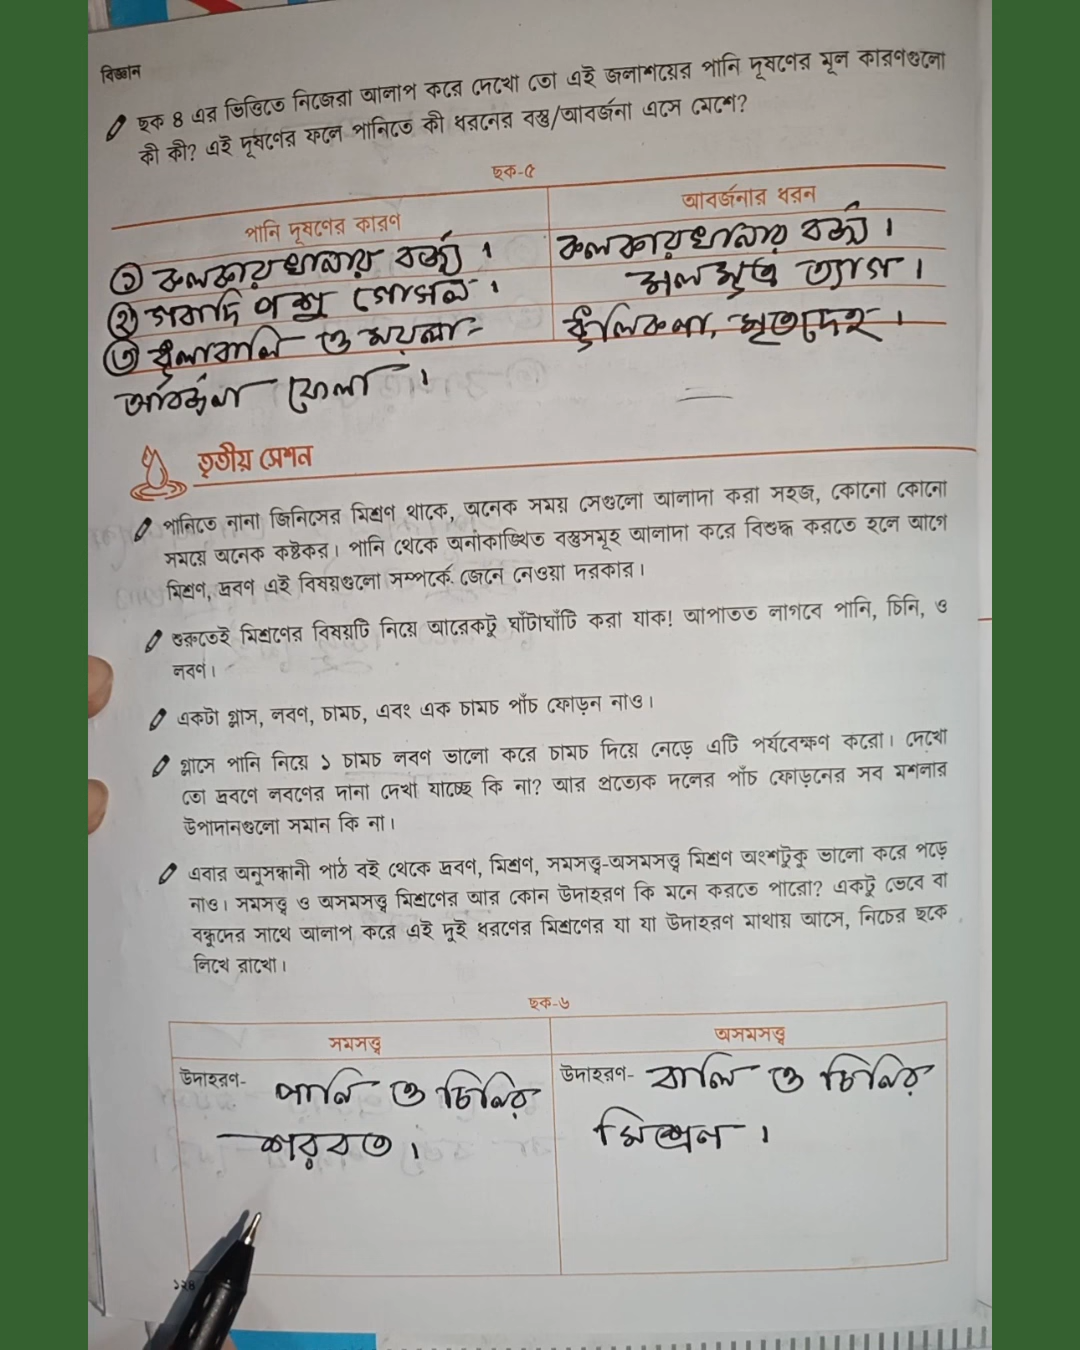 বিজ্ঞান
ছক ৪ এর ভিত্তিতে নিজেরা আলাপ করে দেখো তো এই জলাশয়ের পানি দূষণের মূল কারণগুলো
কী কী? এই দূষণের ফলে পানিতে কী ধরনের বস্তু/আবর্জনা এসে মেশে?
ছক-৫
পানি দূষণের কারণ
আবর্জনার ধরন
① কলকারখানার বর্জ্য।
কলকারখানার বর্জ্য।
② গবাদি পশু গোসল।
মলমূত্র ত্যাগ।
③ ধুলাবালি ও ময়লা-
ধুলিকনা, মৃতদেহ।
আবর্জনা ফেলা।
তৃতীয় সেশন
পানিতে নানা জিনিসের মিশ্রণ থাকে, অনেক সময় সেগুলো আলাদা করা সহজ, কোনো কোনো
সময়ে অনেক কষ্টকর। পানি থেকে অনাকাঙ্খিত বস্তুসমূহ আলাদা করে বিশুদ্ধ করতে হলে আগে
মিশ্রণ, দ্রবণ এই বিষয়গুলো সম্পর্কে জেনে নেওয়া দরকার।
শুরুতেই মিশ্রণের বিষয়টি নিয়ে আরেকটু ঘাঁটাঘাঁটি করা যাক! আপাতত লাগবে পানি, চিনি, ও
লবণ।
একটা গ্লাস, লবণ, চামচ, এবং এক চামচ পাঁচ ফোড়ন নাও।
গ্লাসে পানি নিয়ে ১ চামচ লবণ ভালো করে চামচ দিয়ে নেড়ে এটি পর্যবেক্ষণ করো। দেখো
তো দ্রবণে লবণের দানা দেখা যাচ্ছে কি না? আর প্রত্যেক দলের পাঁচ ফোড়নের সব মশলার
উপাদানগুলো সমান কি না।
এবার অনুসন্ধানী পাঠ বই থেকে দ্রবণ, মিশ্রণ, সমসত্ত্ব-অসমসত্ত্ব মিশ্রণ অংশটুকু ভালো করে পড়ে
নাও। সমসত্ত্ব ও অসমসত্ত্ব মিশ্রণের আর কোন উদাহরণ কি মনে করতে পারো? একটু ভেবে বা
বন্ধুদের সাথে আলাপ করে এই দুই ধরণের মিশ্রণের যা যা উদাহরণ মাথায় আসে, নিচের ছকে
লিখে রাখো।
ছক-৬
সমসত্ত্ব
অসমসত্ত্ব
উদাহরণ- পানি ও চিনির
শরবত।
উদাহরণ- বালি ও চিনির
মিশ্রন।
১২৪